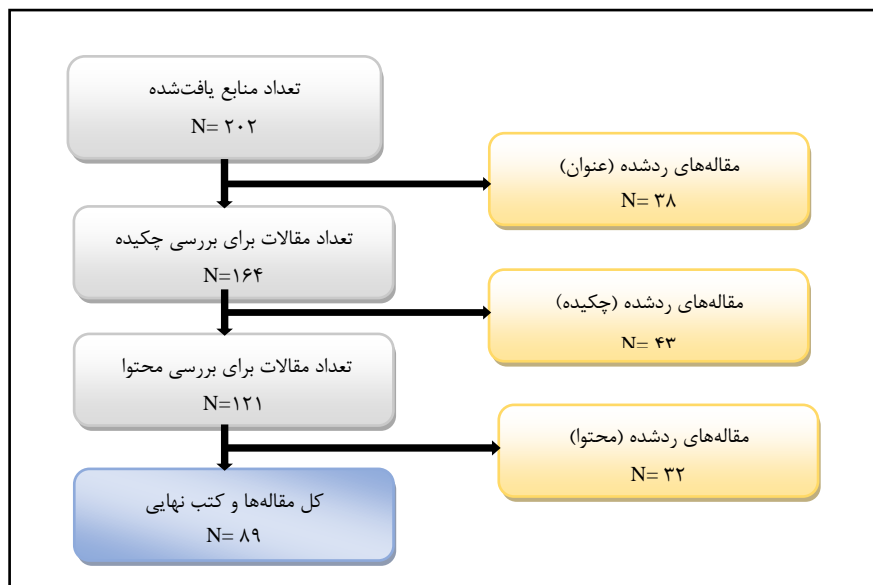 تعداد منابع یافت‌شده
N= ۲۰۲
مقاله‌های ردشده (عنوان)
N= ۳۸
تعداد مقالات برای بررسی چکیده
N=۱۶۴
مقاله‌های ردشده (چکیده)
N= ۴۳
تعداد مقالات برای بررسی محتوا
N=۱۲۱
مقاله‌های ردشده (محتوا)
N= ۳۲
کل مقاله‌ها و کتب نهایی
N= ۸۹